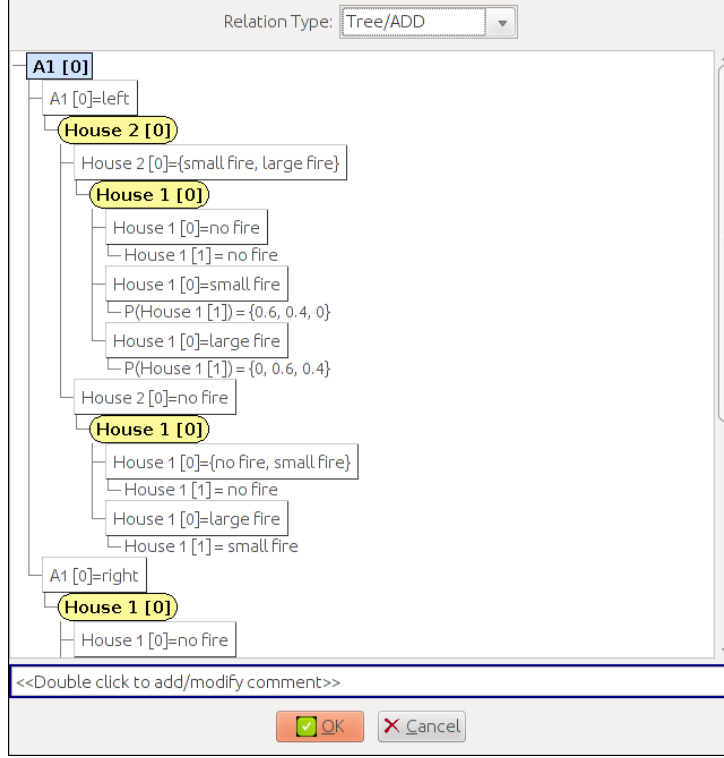 Relation Type: Tree/ADD
A1 [0]
A1 [0]=left
House 2 [0]
House 2 [0]={small fire, large fire}
House 1 [0]
House 1 [0]=no fire
House 1 [1] = no fire
House 1 [0]=small fire
P(House 1 [1]) = {0.6, 0.4, 0}
House 1 [0]=large fire
P(House 1 [1]) = {0, 0.6, 0.4}
House 2 [0]=no fire
House 1 [0]
House 1 [0]={no fire, small fire}
House 1 [1] = no fire
House 1 [0]=large fire
House 1 [1] = small fire
A1 [0]=right
House 1 [0]
House 1 [0]=no fire
<<Double click to add/modify comment>>
OK Cancel